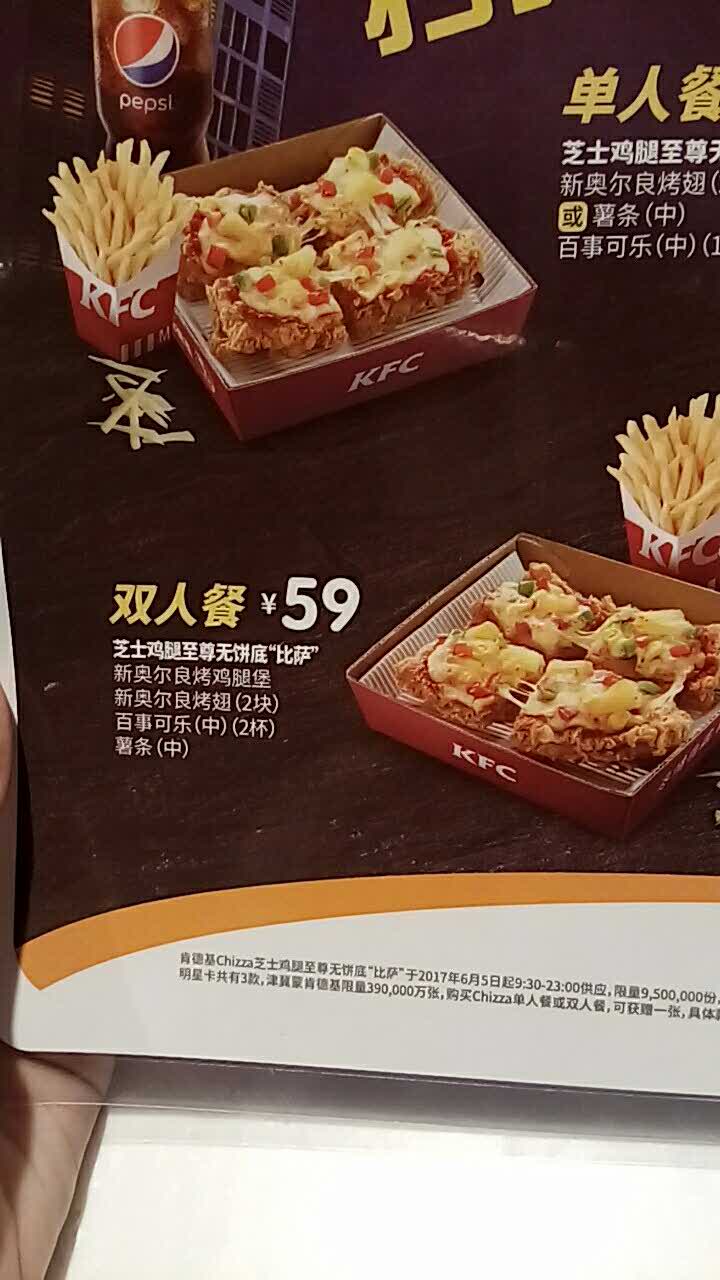 pepsi
单人餐
芝士鸡腿至尊无
新奥尔良烤翅(
或 薯条(中)
百事可乐(中)(1
KFC
KFC
KFC
双人餐 ¥59
芝士鸡腿至尊无饼底“比萨”
新奥尔良烤鸡腿堡
新奥尔良烤翅(2块)
百事可乐(中)(2杯)
薯条(中)
KFC
肯德基Chizza芝士鸡腿至尊无饼底“比萨”于2017年6月5日起9:30-23:00供应,限量9,500,000份,
明星卡共有3款,津冀蒙肯德基限量390,000万张,购买Chizza单人餐或双人餐,可获赠一张,具体